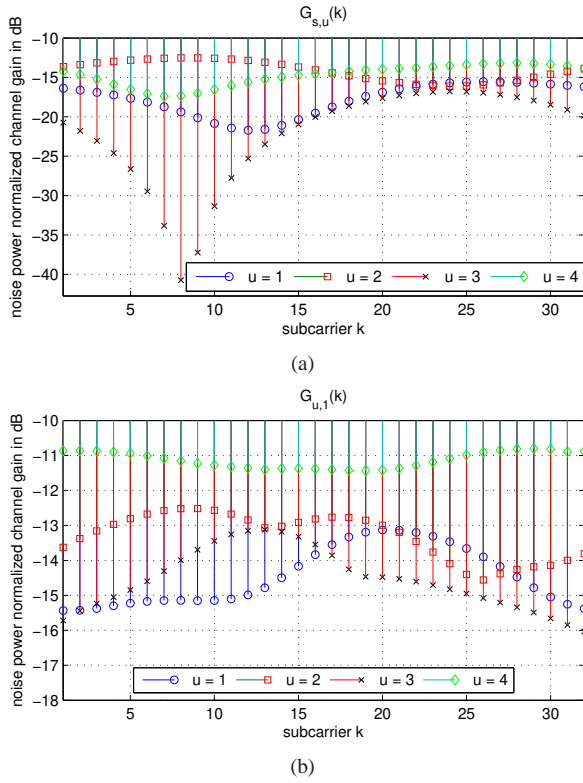 G_{s,u}(k)
noise power normalized channel gain in dB
−10
−15
−20
−25
−30
−35
−40
u = 1 u = 2 u = 3 u = 4
5 10 15 20 25 30
subcarrier k
(a)
G_{u,1}(k)
noise power normalized channel gain in dB
−10
−11
−12
−13
−14
−15
−16
−17
−18
u = 1 u = 2 u = 3 u = 4
5 10 15 20 25 30
subcarrier k
(b)